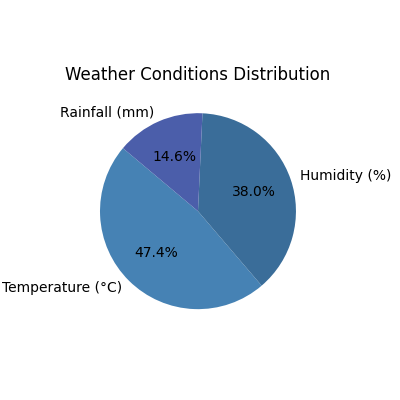 Weather Conditions Distribution
Rainfall (mm)
14.6%
Humidity (%)
38.0%
47.4%
Temperature (°C)